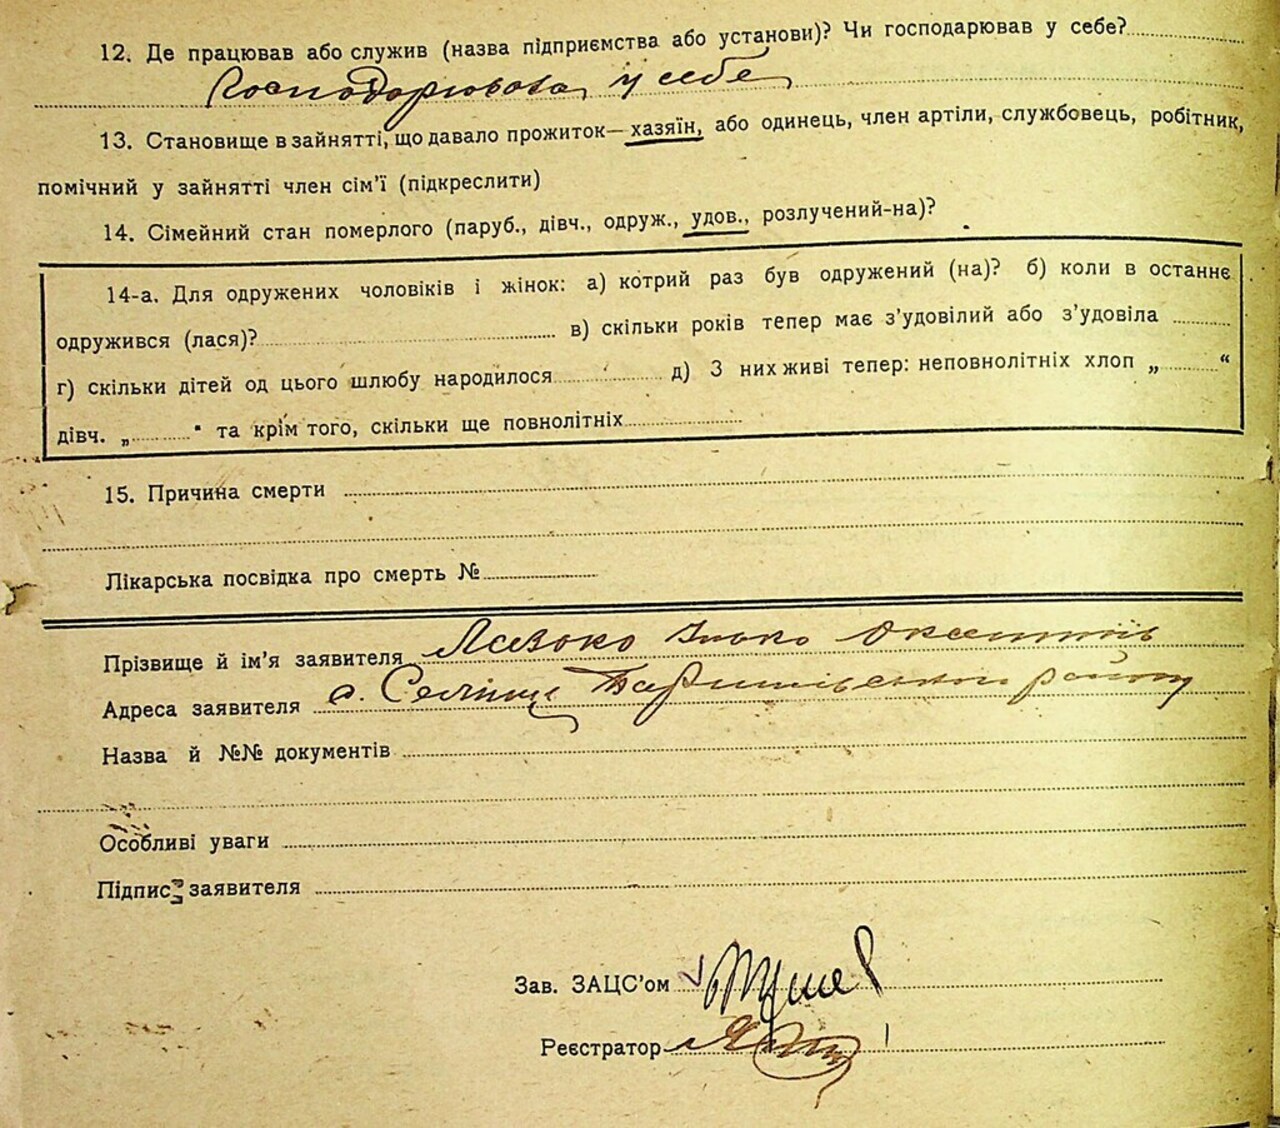 12. Де працював або служив (назва підприємства або установи)? Чи господарював у себе?
Господарювала у себе
13. Становище в зайнятті, що давало прожиток— хазяїн, або одинець, член артіли, службовець, робітник,
помічний у зайнятті член сім'ї (підкреслити)
14. Сімейний стан померлого (паруб., дівч., одруж., удов., розлучений-на)?
14-а. Для одружених чоловіків і жінок: а) котрий раз був одружений (на)? б) коли в останнє
одружився (лася)? в) скільки років тепер має з'удовілий або з'удовіла
г) скільки дітей од цього шлюбу народилося д) З них живі тепер: неповнолітніх хлоп „ “
дівч. „ “ та крім того, скільки ще повнолітніх
15. Причина смерти
Лікарська посвідка про смерть №
Прізвище й ім'я заявителя
Адреса заявителя с. Селище Баришівського району
Назва й №№ документів
Особливі уваги
Підпис заявителя
Зав. ЗАЦС'ом
Реєстратор